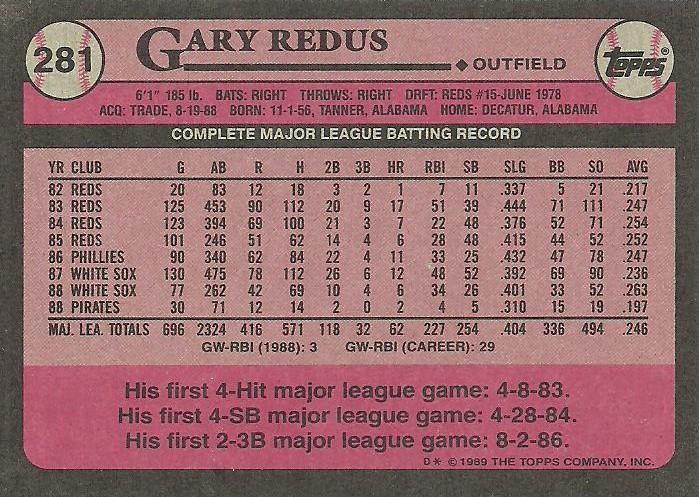 281
GARY REDUS
OUTFIELD
TOPPS
6'1" 185 lb. BATS: RIGHT THROWS: RIGHT DRFT: REDS #15-JUNE 1978
ACQ: TRADE, 8-19-88 BORN: 11-1-56, TANNER, ALABAMA HOME: DECATUR, ALABAMA
COMPLETE MAJOR LEAGUE BATTING RECORD
YR CLUB G AB R H 2B 3B HR RBI SB SLG BB SO AVG
82 REDS 20 83 12 18 3 2 1 7 11 .337 5 21 .217
83 REDS 125 453 90 112 20 9 17 51 39 .444 71 111 .247
84 REDS 123 394 69 100 21 3 7 22 48 .376 52 71 .254
85 REDS 101 246 51 62 14 4 6 28 48 .415 44 52 .252
86 PHILLIES 90 340 62 84 22 4 11 33 25 .432 47 78 .247
87 WHITE SOX 130 475 78 112 26 6 12 48 52 .392 69 90 .236
88 WHITE SOX 77 262 42 69 10 4 6 34 26 .401 33 52 .263
88 PIRATES 30 71 12 14 2 0 2 4 5 .310 15 19 .197
MAJ. LEA. TOTALS 696 2324 416 571 118 32 62 227 254 .404 336 494 .246
GW-RBI (1988): 3 GW-RBI (CAREER): 29
His first 4-Hit major league game: 4-8-83.
His first 4-SB major league game: 4-28-84.
His first 2-3B major league game: 8-2-86.
D* © 1989 THE TOPPS COMPANY, INC.